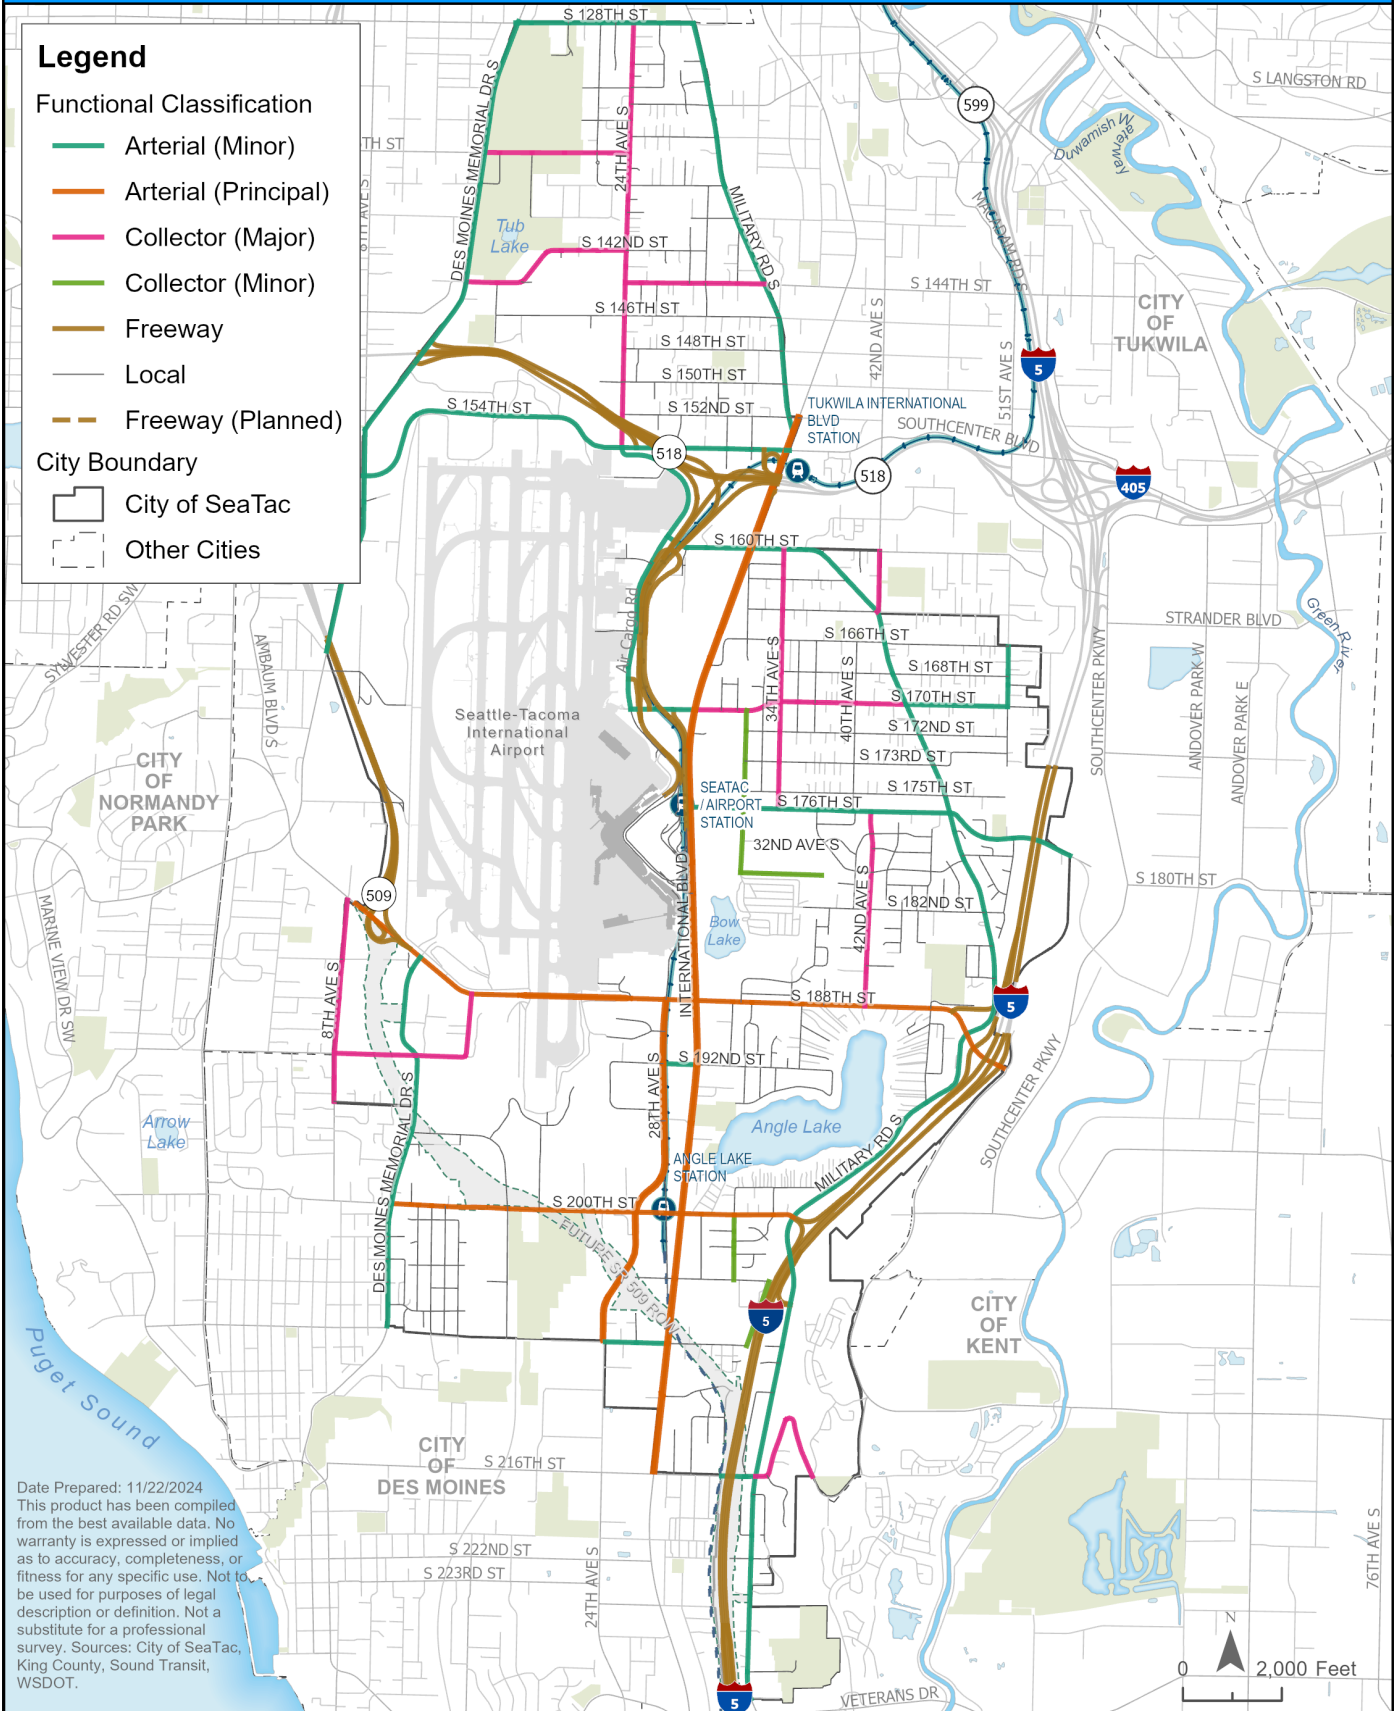 Legend
Functional Classification
Arterial (Minor)
Arterial (Principal)
Collector (Major)
Collector (Minor)
Freeway
Local
Freeway (Planned)
City Boundary
City of SeaTac
Other Cities
S 128TH ST
DES MOINES MEMORIAL DR S
24TH AVE S
MILITARY RD S
599
S LANGSTON RD
Duwamish Waterway
TH ST
8TH AVE S
Tub
Lake
S 142ND ST
S 144TH ST
MACADAM RD S
S 146TH ST
CITY
OF
TUKWILA
42ND AVE S
51ST AVE S
5
S 148TH ST
S 150TH ST
S 152ND ST
S 154TH ST
TUKWILA INTERNATIONAL
BLVD
STATION
SOUTHCENTER BLVD
518
518
405
S 160TH ST
Air Cargo Rd
SYLVESTER RD SW
AMBAUM BLVD S
S 166TH ST
STRANDER BLVD
Green River
34TH AVE S
40TH AVE S
S 168TH ST
S 170TH ST
S 172ND ST
S 173RD ST
S 175TH ST
S 176TH ST
SOUTHCENTER PKWY
ANDOVER PARK W
ANDOVER PARK E
Seattle-Tacoma
International
Airport
CITY
OF
NORMANDY
PARK
SEATAC
/ AIRPORT
STATION
32ND AVE S
S 180TH ST
42ND AVE S
S 182ND ST
509
MARINE VIEW DR SW
INTERNATIONAL BLVD
Bow
Lake
8TH AVE S
S 188TH ST
5
S 192ND ST
28TH AVE S
SOUTHCENTER PKWY
Arrow
Lake
DES MOINES MEMORIAL DR S
Angle Lake
MILITARY RD S
ANGLE LAKE
STATION
S 200TH ST
FUTURE SR 509 ROW
5
CITY
OF
KENT
Puget Sound
CITY
OF
DES MOINES
S 216TH ST
S 222ND ST
S 223RD ST
24TH AVE S
76TH AVE S
VETERANS DR
5
Date Prepared: 11/22/2024
This product has been compiled
from the best available data. No
warranty is expressed or implied
as to accuracy, completeness, or
fitness for any specific use. Not to
be used for purposes of legal
description or definition. Not a
substitute for a professional
survey. Sources: City of SeaTac,
King County, Sound Transit,
WSDOT.
N
0 2,000 Feet